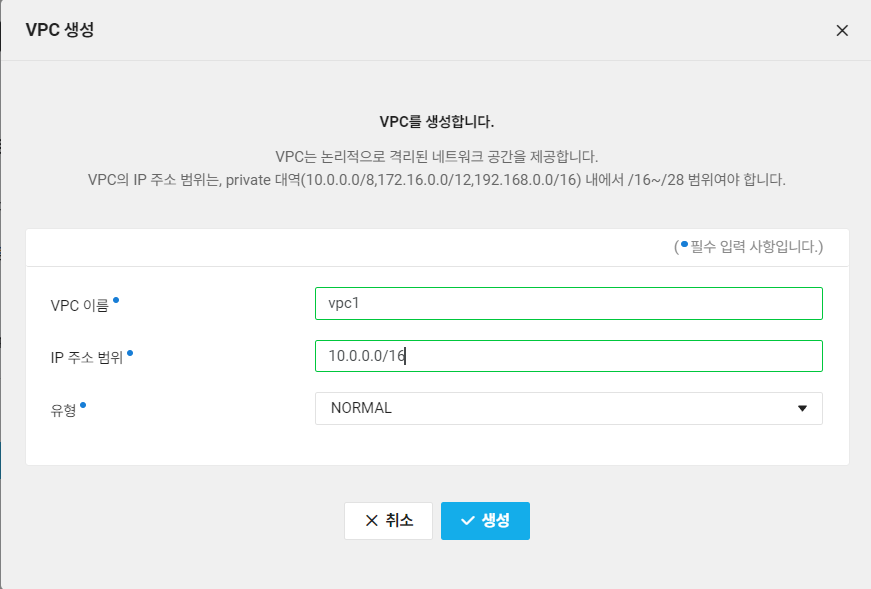 VPC 생성
VPC를 생성합니다.
VPC는 논리적으로 격리된 네트워크 공간을 제공합니다.
VPC의 IP 주소 범위는, private 대역(10.0.0.0/8,172.16.0.0/12,192.168.0.0/16) 내에서 /16~/28 범위여야 합니다.
(•필수 입력 사항입니다.)
VPC 이름• vpc1
IP 주소 범위• 10.0.0.0/16
유형• NORMAL
취소 생성